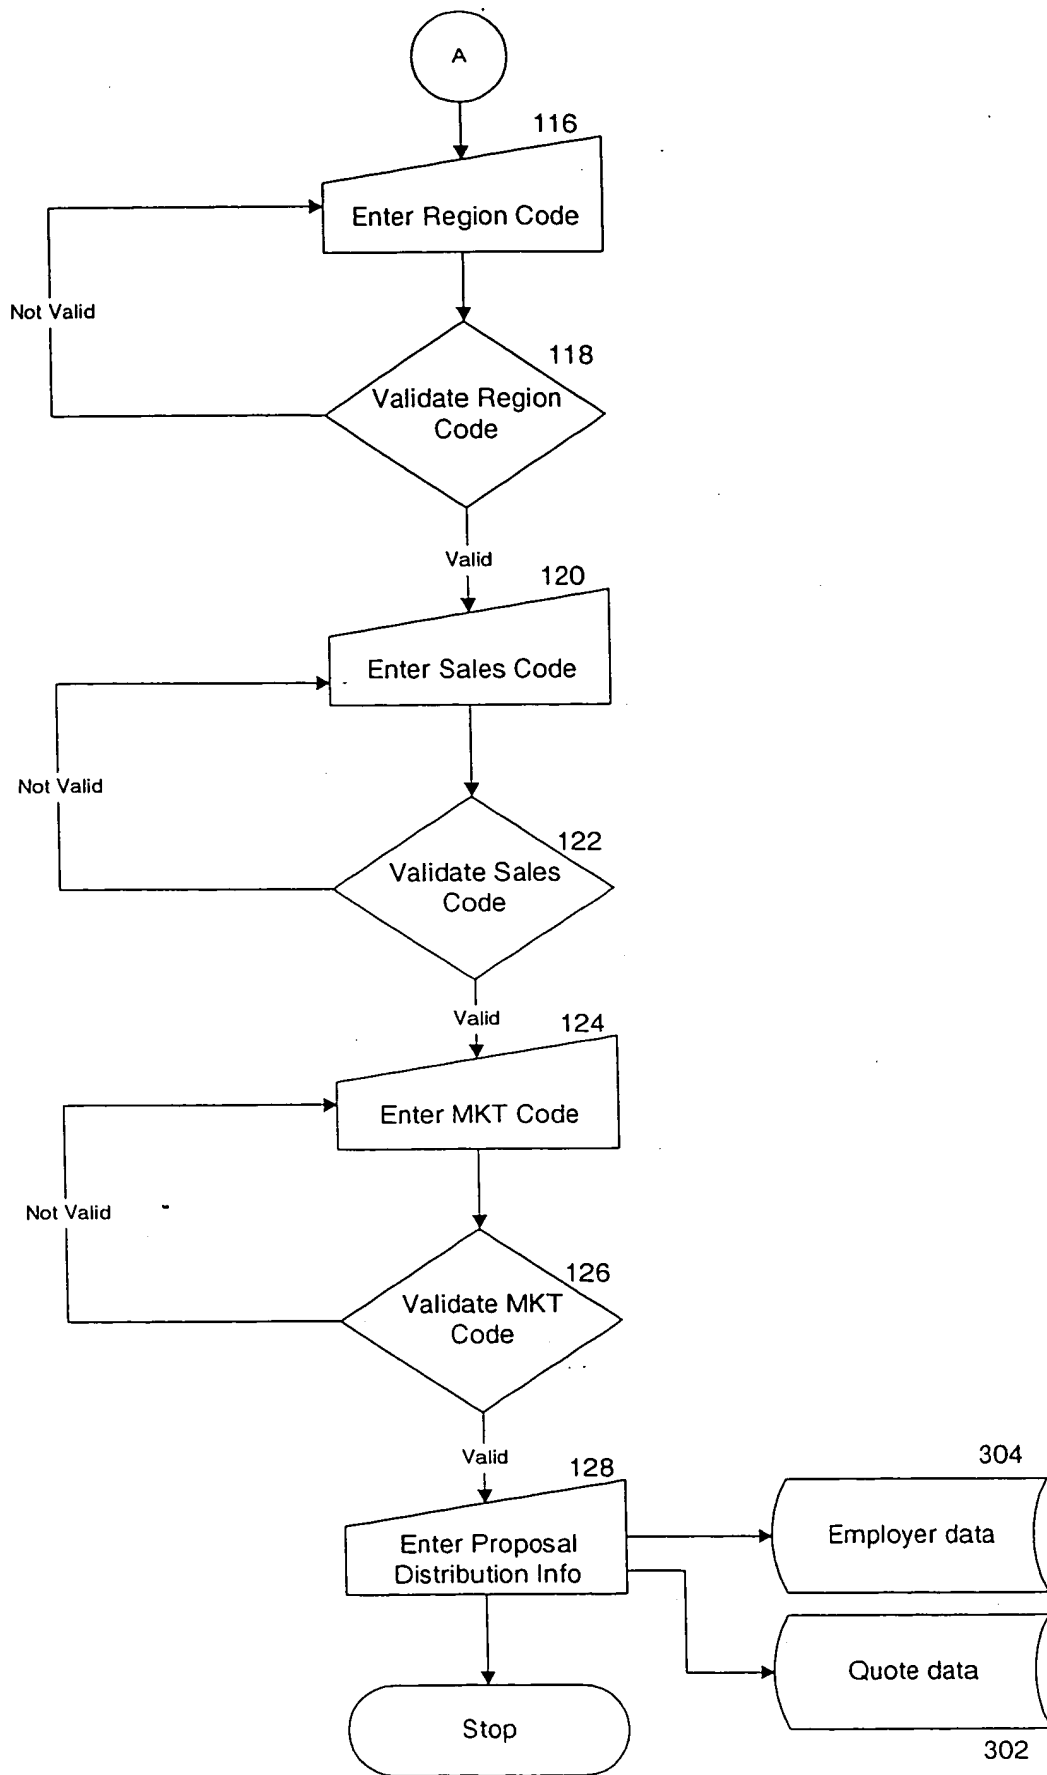 A
116
Enter Region Code
Not Valid
118
Validate Region
Code
Valid
120
Enter Sales Code
Not Valid
122
Validate Sales
Code
Valid
124
Enter MKT Code
Not Valid
126
Validate MKT
Code
Valid
128
304
Enter Proposal
Distribution Info
Employer data
Quote data
Stop
302